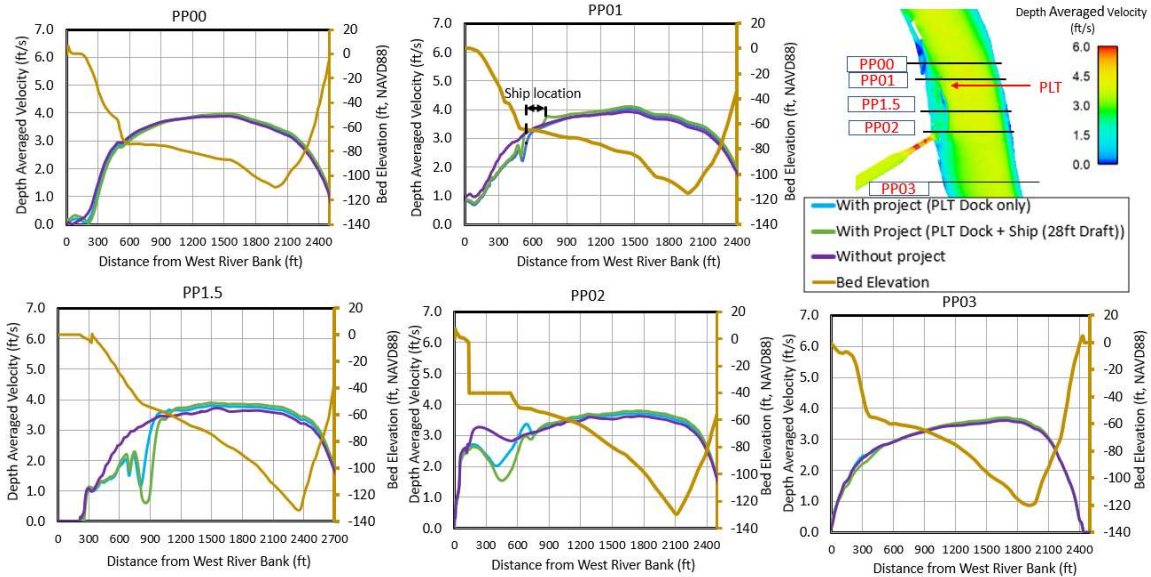 PP00
Depth Averaged Velocity (ft/s)
7.0
6.0
5.0
4.0
3.0
2.0
1.0
0.0
20
0
-20
-40
-60
-80
-100
-120
-140
Bed Elevation (ft, NAVD88)
0 300 600 900 1200 1500 1800 2100 2400
Distance from West River Bank (ft)
PP01
Depth Averaged Velocity (ft/s)
7.0
6.0
5.0
4.0
3.0
2.0
1.0
0.0
Ship location
20
0
-20
-40
-60
-80
-100
-120
-140
Bed Elevation (ft, NAVD88)
0 300 600 900 1200 1500 1800 2100 2400
Distance from West River Bank (ft)
Depth Averaged Velocity
(ft/s)
6.0
4.5
3.0
1.5
0.0
PP00
PP01
PLT
PP1.5
PP02
PP03
With project (PLT Dock only)
With Project (PLT Dock + Ship (28ft Draft))
Without project
Bed Elevation
PP1.5
Depth Averaged Velocity (ft/s)
7.0
6.0
5.0
4.0
3.0
2.0
1.0
0.0
20
0
-20
-40
-60
-80
-100
-120
-140
Bed Elevation (ft, NAVD88)
0 300 600 900 1200 1500 1800 2100 2400 2700
Distance from West River Bank (ft)
PP02
Depth Averaged Velocity (ft/s)
7.0
6.0
5.0
4.0
3.0
2.0
1.0
0.0
20
0
-20
-40
-60
-80
-100
-120
-140
Bed Elevation (ft, NAVD88)
0 300 600 900 1200 1500 1800 2100 2400
Distance from West River Bank (ft)
PP03
Depth Averaged Velocity (ft/s)
7.0
6.0
5.0
4.0
3.0
2.0
1.0
0.0
20
0
-20
-40
-60
-80
-100
-120
-140
Bed Elevation (ft, NAVD88)
0 300 600 900 1200 1500 1800 2100 2400
Distance from West River Bank (ft)